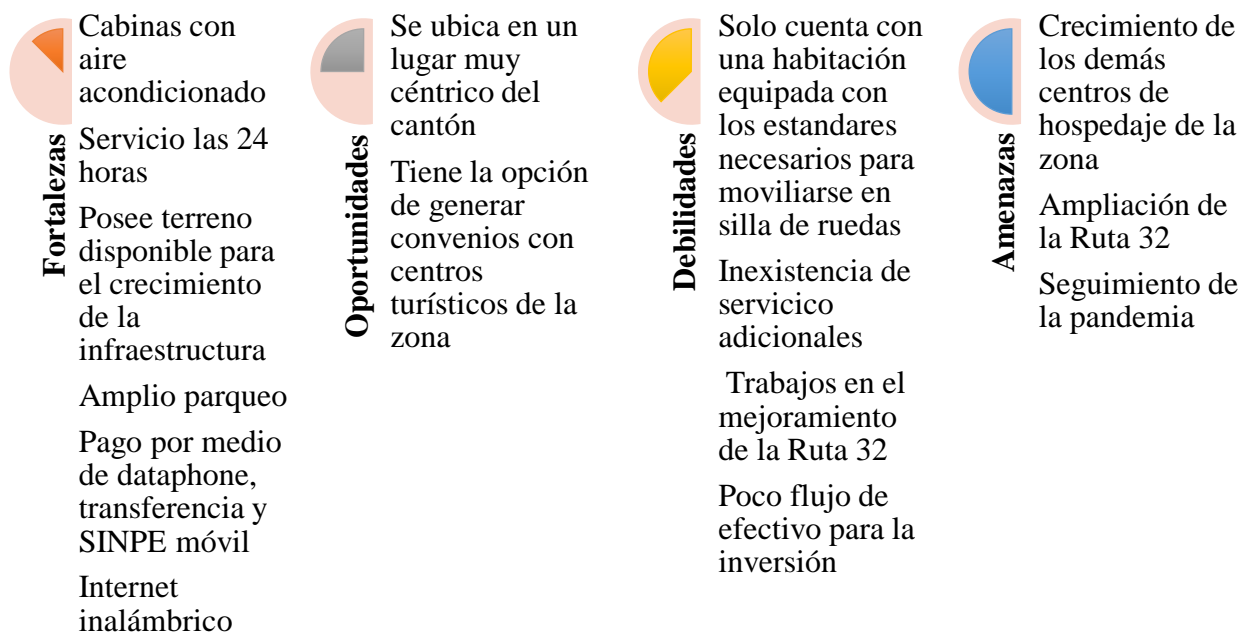 Fortalezas
Cabinas con
aire
acondicionado
Servicio las 24
horas
Posee terreno
disponible para
el crecimiento
de la
infraestructura
Amplio parqueo
Pago por medio
de dataphone,
transferencia y
SINPE móvil
Internet
inalámbrico
Oportunidades
Se ubica en un
lugar muy
céntrico del
cantón
Tiene la opción
de generar
convenios con
centros
turísticos de la
zona
Debilidades
Solo cuenta con
una habitación
equipada con
los estandares
necesarios para
moviliarse en
silla de ruedas
Inexistencia de
servicico
adicionales
Trabajos en el
mejoramiento
de la Ruta 32
Poco flujo de
efectivo para la
inversión
Amenazas
Crecimiento de
los demás
centros de
hospedaje de la
zona
Ampliación de
la Ruta 32
Seguimiento de
la pandemia